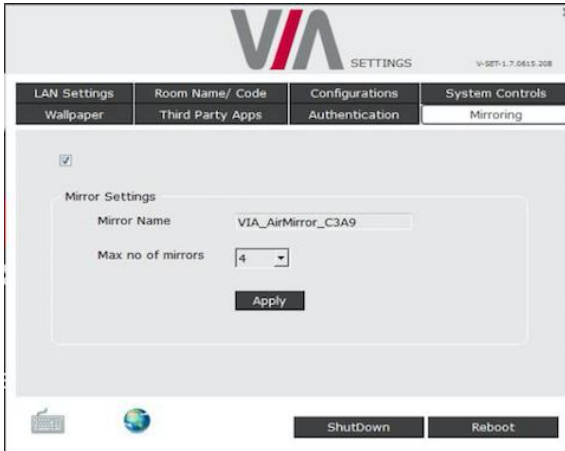 VIA
SETTINGS
V-SET-1.7.0615.208
LAN Settings Room Name/ Code Configurations System Controls
Wallpaper Third Party Apps Authentication Mirroring
Mirror Settings
Mirror Name VIA_AirMirror_C3A9
Max no of mirrors 4
Apply
ShutDown Reboot